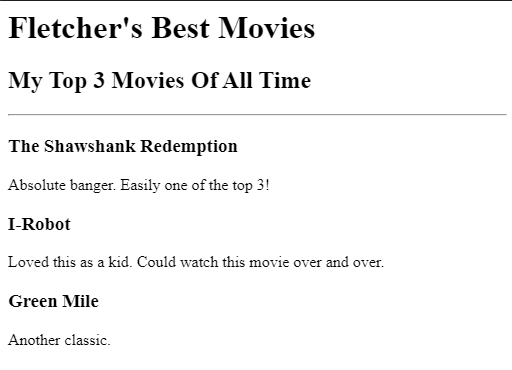 Fletcher's Best Movies
My Top 3 Movies Of All Time
The Shawshank Redemption
Absolute banger. Easily one of the top 3!
I-Robot
Loved this as a kid. Could watch this movie over and over.
Green Mile
Another classic.